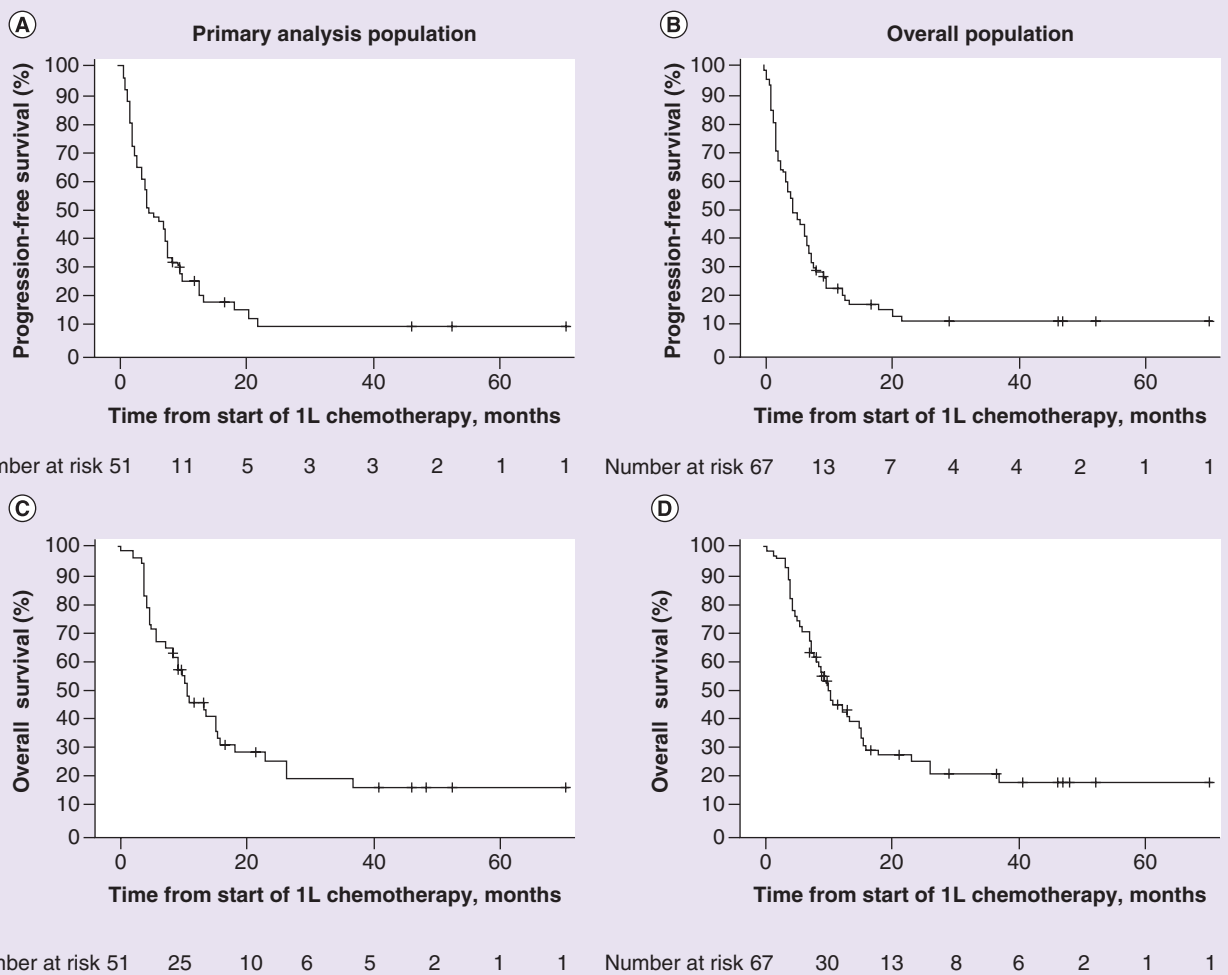 A
Primary analysis population
Progression-free survival (%)
100
90
80
70
60
50
40
30
20
10
0
0 20 40 60
Time from start of 1L chemotherapy, months
mber at risk 51 11 5 3 3 2 1 1
B
Overall population
Progression-free survival (%)
100
90
80
70
60
50
40
30
20
10
0
0 20 40 60
Time from start of 1L chemotherapy, months
Number at risk 67 13 7 4 4 2 1 1
C
Overall survival (%)
100
90
80
70
60
50
40
30
20
10
0
0 20 40 60
Time from start of 1L chemotherapy, months
mber at risk 51 25 10 6 5 2 1 1
D
Overall survival (%)
100
90
80
70
60
50
40
30
20
10
0
0 20 40 60
Time from start of 1L chemotherapy, months
Number at risk 67 30 13 8 6 2 1 1